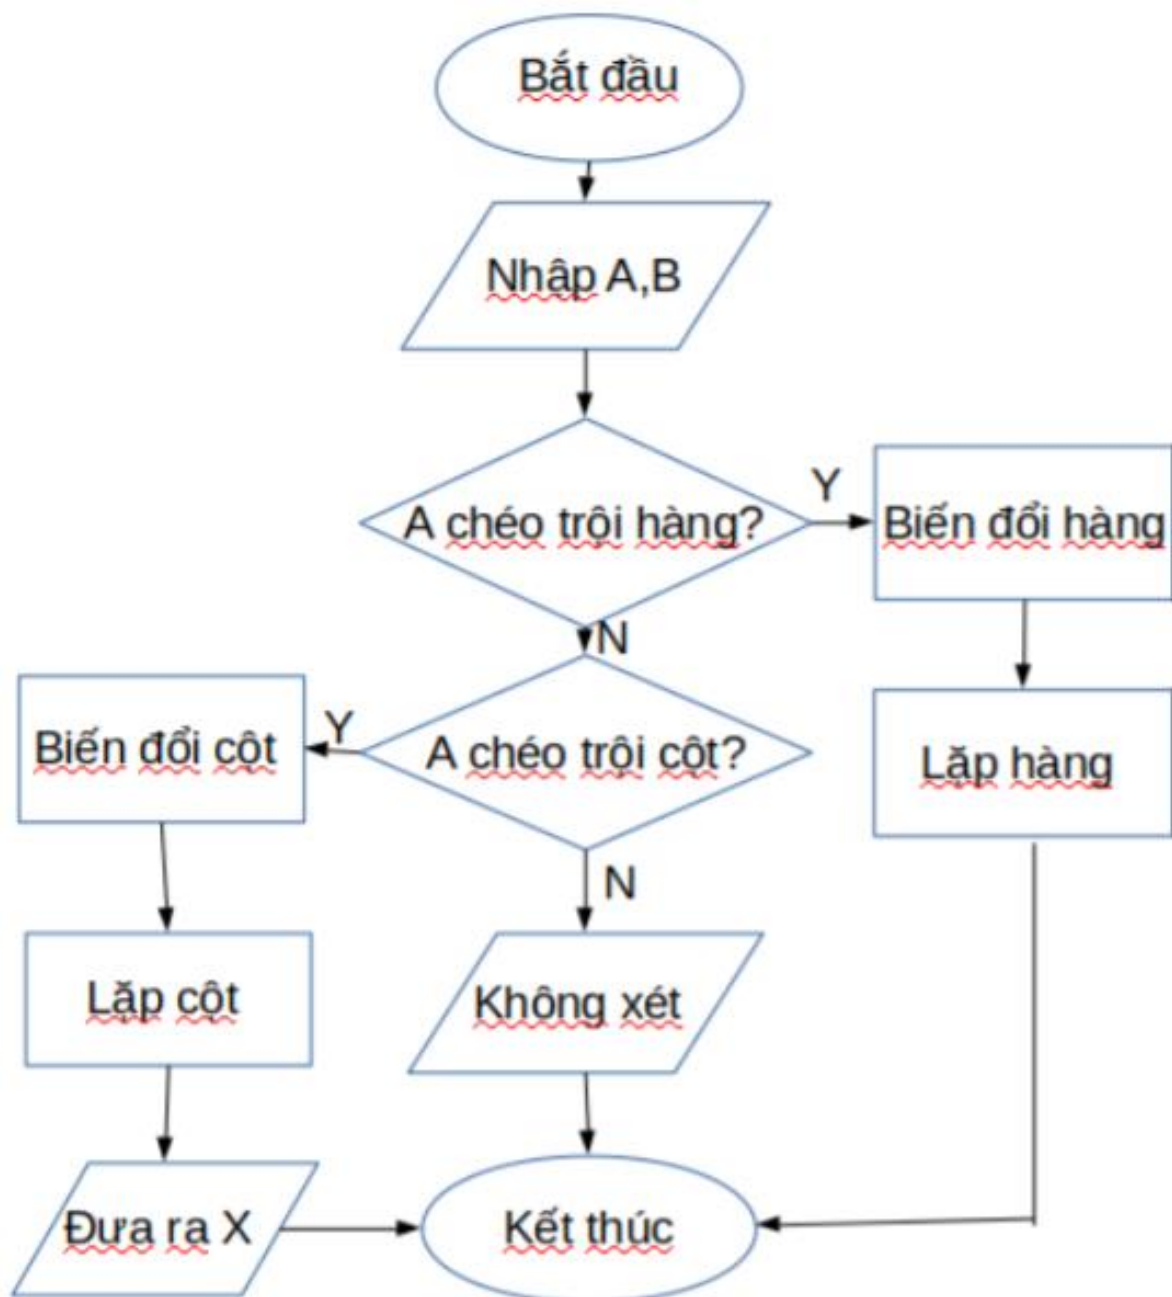 Bắt đầu
Nhập A,B
A chéo trội hàng?
Y
Biến đổi hàng
N
Biến đổi cột
Y
A chéo trội cột?
Lặp hàng
N
Lặp cột
Không xét
Đưa ra X
Kết thúc